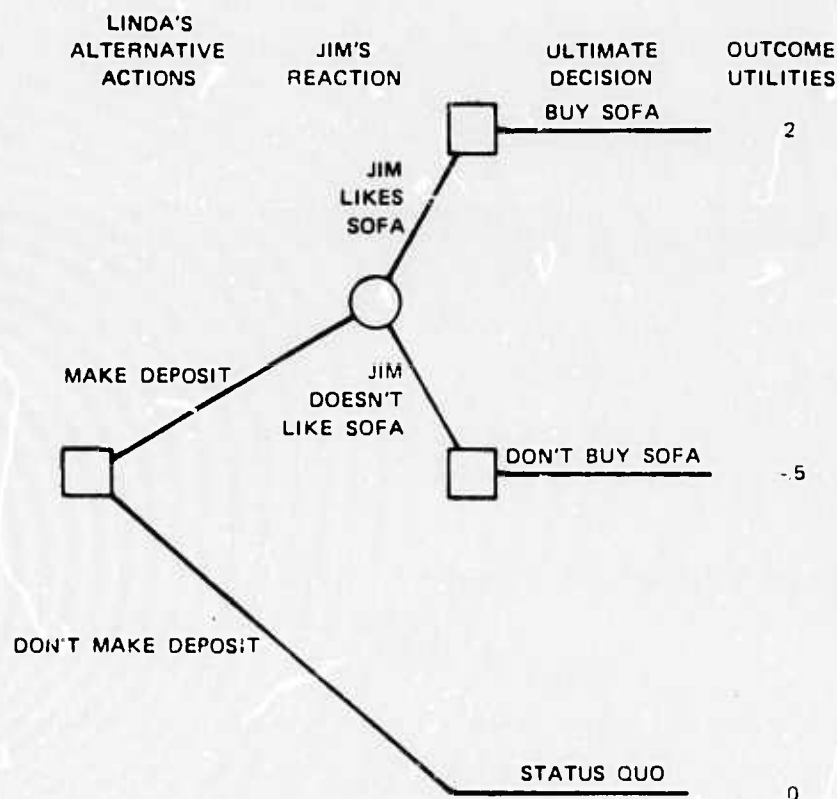 LINDA'S
ALTERNATIVE
ACTIONS
JIM'S
REACTION
ULTIMATE
DECISION
OUTCOME
UTILITIES
BUY SOFA
2
JIM
LIKES
SOFA
MAKE DEPOSIT
JIM
DOESN'T
LIKE SOFA
DON'T BUY SOFA
-.5
DON'T MAKE DEPOSIT
STATUS QUO
0